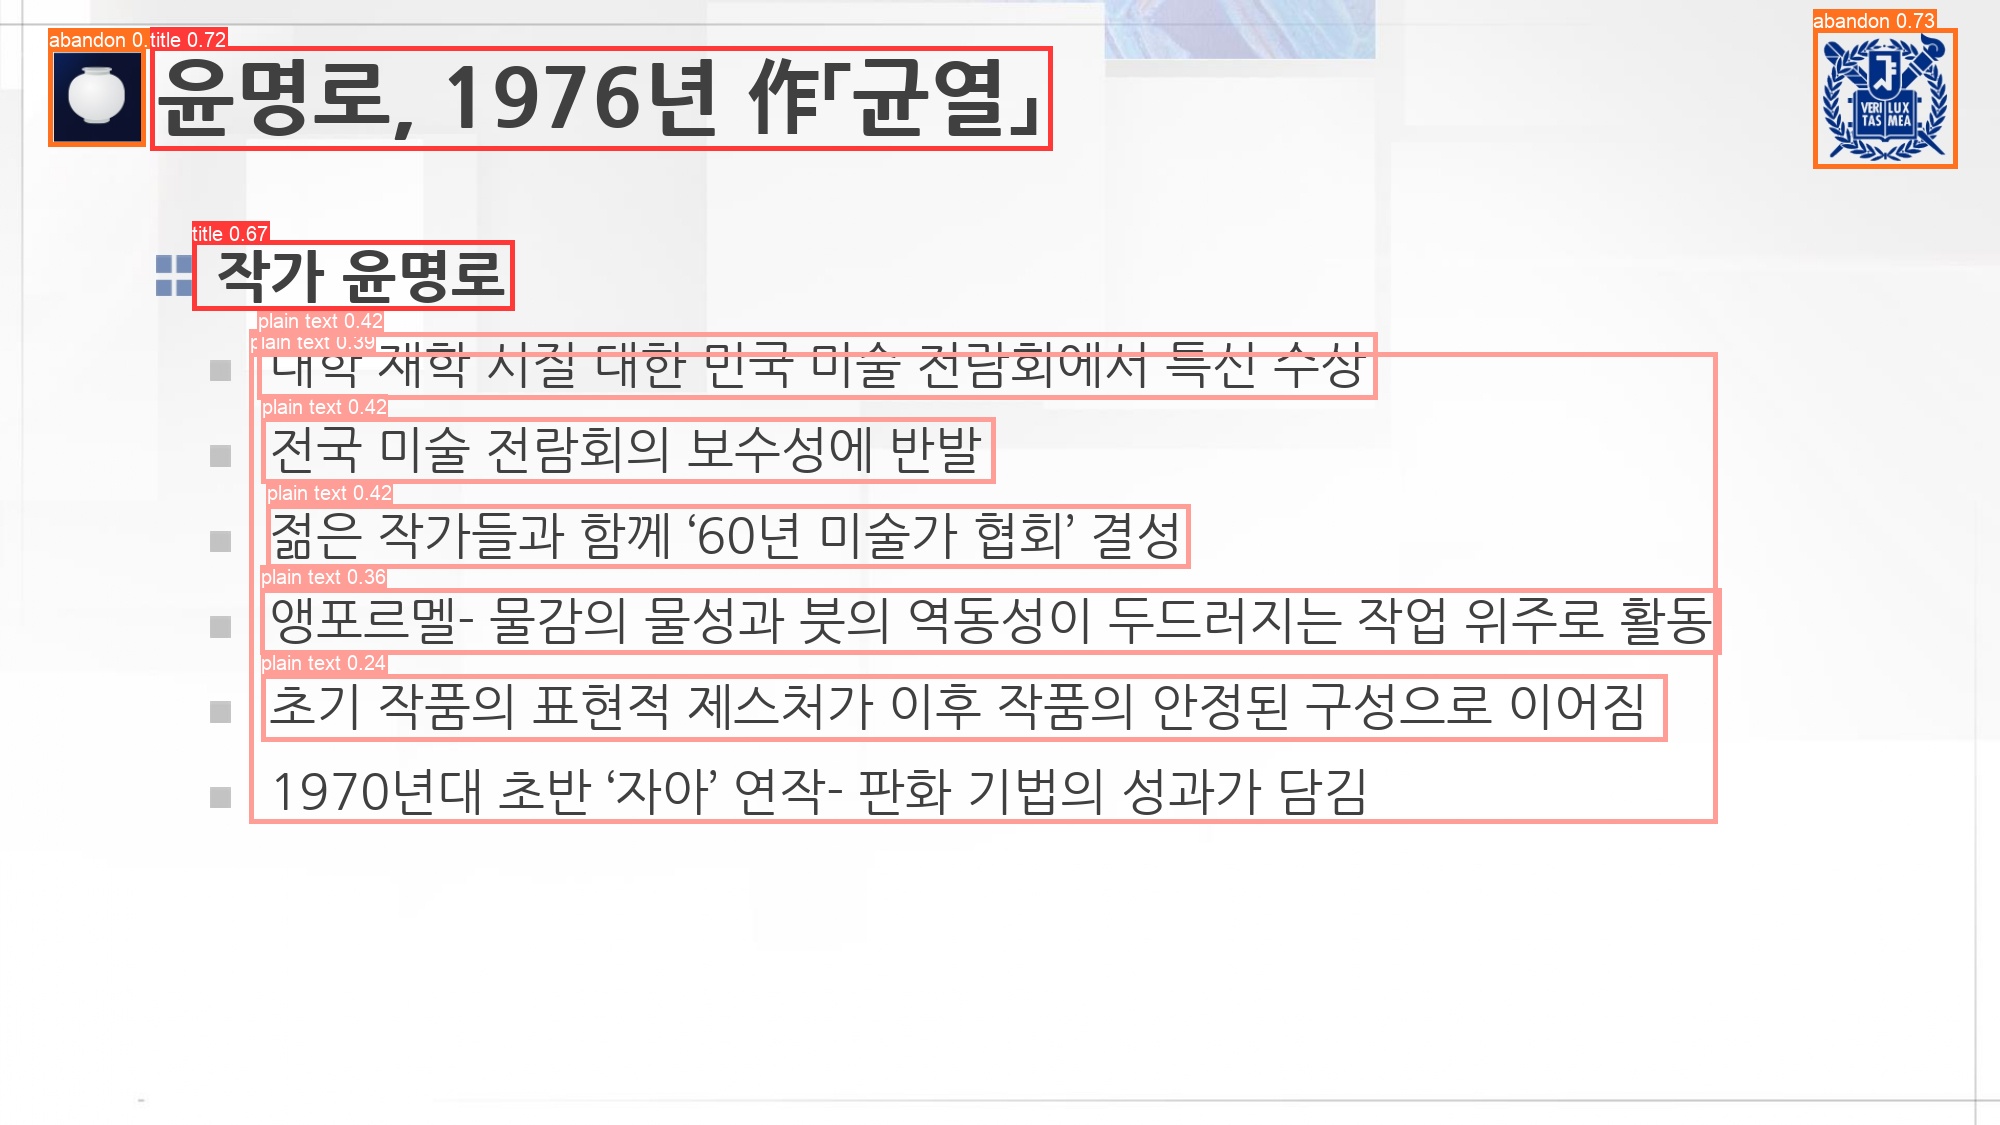 abandon 0.
title 0.72
abandon 0.73
윤명로, 1976년 作「균열」
VERI LUX
TAS MEA
title 0.67
작가 윤명로
plain text 0.42
plain text 0.39
대학 재학 시절 대한 민국 미술 전람회에서 특선 수상
plain text 0.42
전국 미술 전람회의 보수성에 반발
plain text 0.42
젊은 작가들과 함께 ‘60년 미술가 협회’ 결성
plain text 0.36
앵포르멜- 물감의 물성과 붓의 역동성이 두드러지는 작업 위주로 활동
plain text 0.24
초기 작품의 표현적 제스처가 이후 작품의 안정된 구성으로 이어짐
1970년대 초반 ‘자아’ 연작- 판화 기법의 성과가 담김